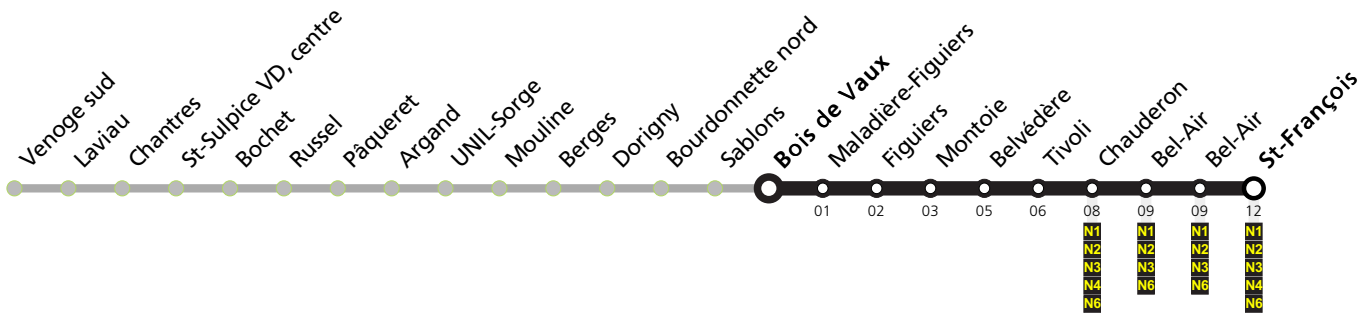 Venoge sud
Laviau
Chantres
St-Sulpice VD, centre
Bochet
Russel
Pâqueret
Argand
UNIL-Sorge
Mouline
Berges
Dorigny
Bourdonnette nord
Sablons
Bois de Vaux
Maladière-Figuiers
Figuiers
Montoie
Belvédère
Tivoli
Chauderon
Bel-Air
Bel-Air
St-François
01 02 03 05 06 08 09 09 12
N1 N1 N1 N1
N2 N2 N2 N2
N3 N3 N3 N3
N4 N6 N6 N4
N6 N6